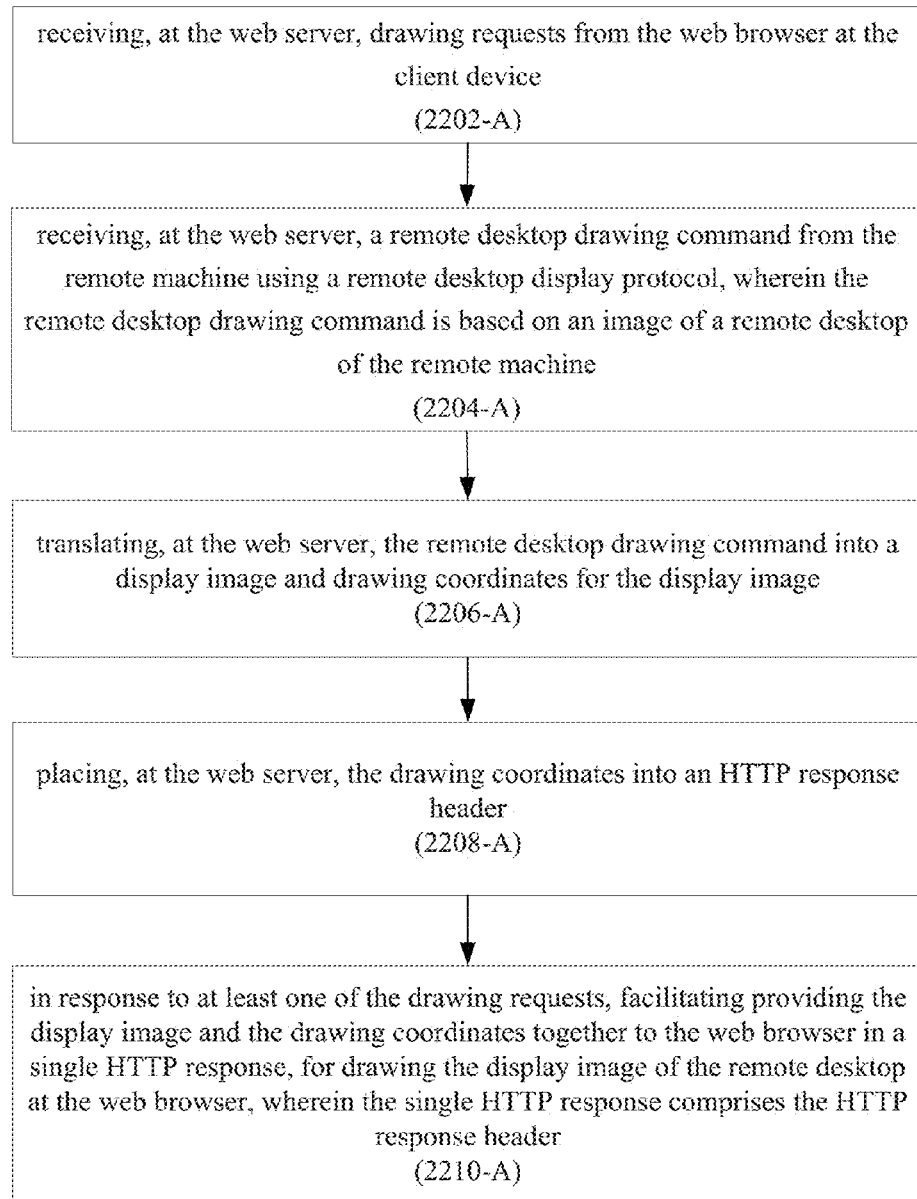 receiving, at the web server, drawing requests from the web browser at the
client device
(2202-A)
receiving, at the web server, a remote desktop drawing command from the
remote machine using a remote desktop display protocol, wherein the
remote desktop drawing command is based on an image of a remote desktop
of the remote machine
(2204-A)
translating, at the web server, the remote desktop drawing command into a
display image and drawing coordinates for the display image
(2206-A)
placing, at the web server, the drawing coordinates into an HTTP response
header
(2208-A)
in response to at least one of the drawing requests, facilitating providing the
display image and the drawing coordinates together to the web browser in a
single HTTP response, for drawing the display image of the remote desktop
at the web browser, wherein the single HTTP response comprises the HTTP
response header
(2210-A)